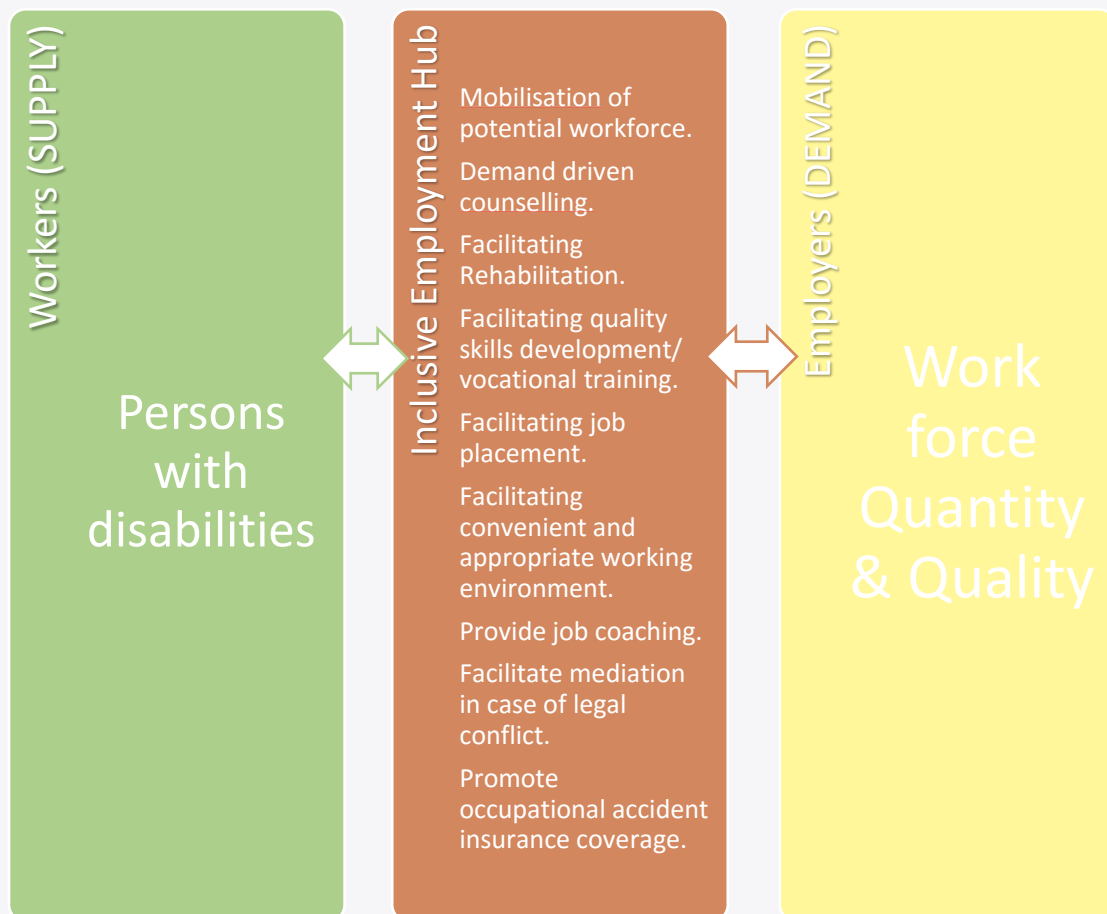 Workers (SUPPLY)
Persons
with
disabilities
Inclusive Employment Hub
Mobilisation of
potential workforce.
Demand driven
counselling.
Facilitating
Rehabilitation.
Facilitating quality
skills development/
vocational training.
Facilitating job
placement.
Facilitating
convenient and
appropriate working
environment.
Provide job coaching.
Facilitate mediation
in case of legal
conflict.
Promote
occupational accident
insurance coverage.
Employers (DEMAND)
Work
force
Quantity
& Quality